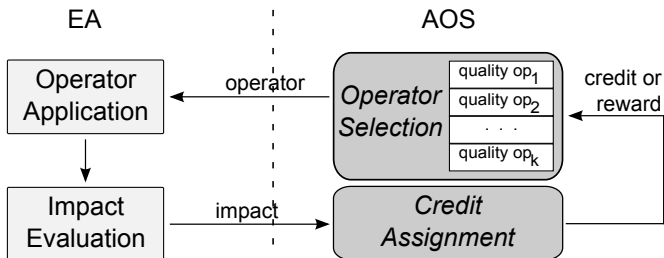 EA
AOS
Operator
Application
operator
Operator
Selection
quality op1
quality op2
. . .
quality opk
credit or
reward
Impact
Evaluation
impact
Credit
Assignment